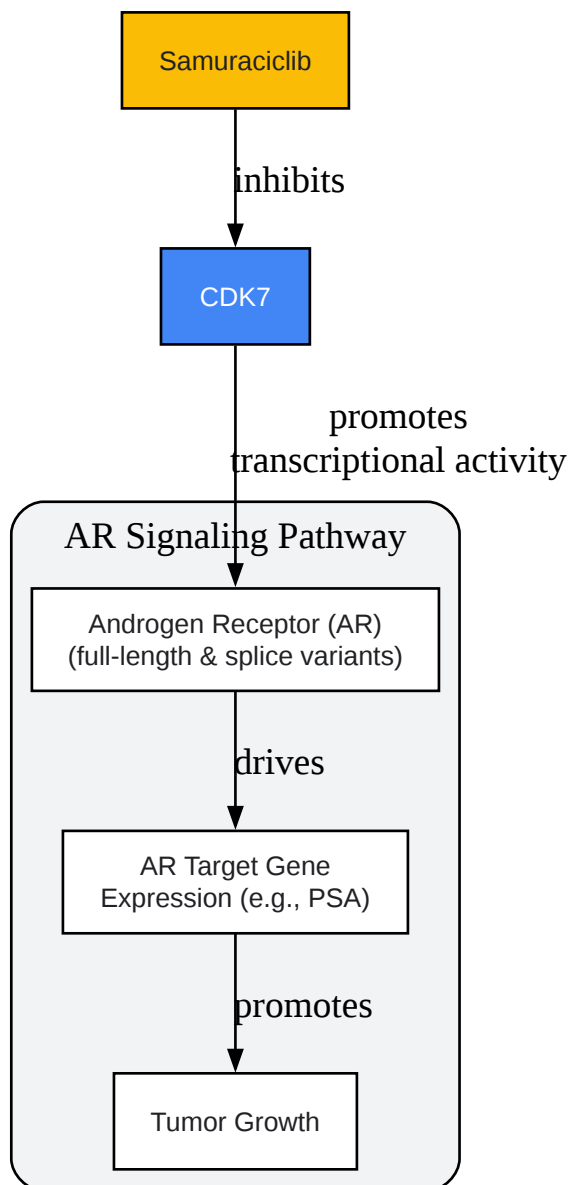 Samuraciclib
inhibits
CDK7
promotes
transcriptional activity
AR Signaling Pathway
Androgen Receptor (AR)
(full-length & splice variants)
drives
AR Target Gene
Expression (e.g., PSA)
promotes
Tumor Growth